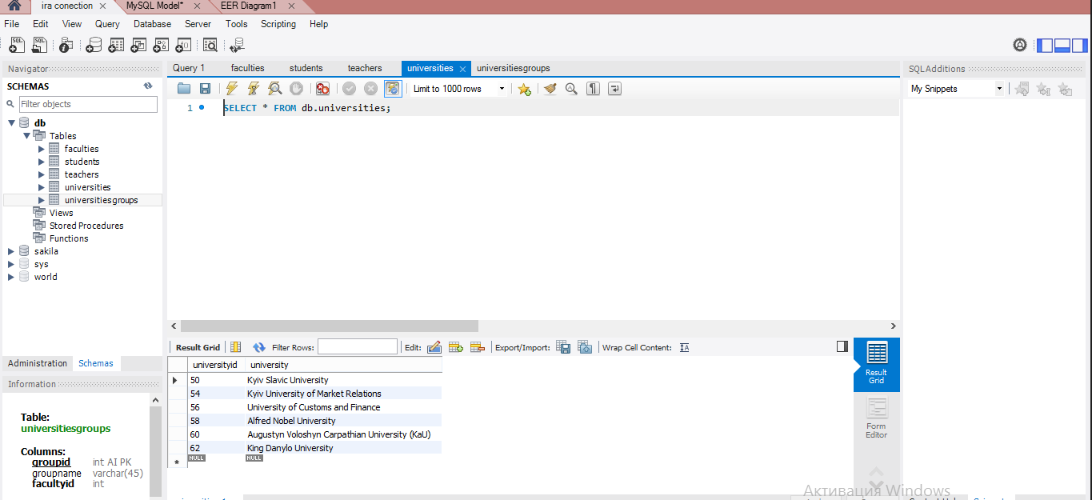 ira conection
MySQL Model*
EER Diagram1
File Edit View Query Database Server Tools Scripting Help
Navigator
SCHEMAS
Filter objects
db
Tables
faculties
students
teachers
universities
universitiesgroups
Views
Stored Procedures
Functions
sakila
sys
world
Administration Schemas
Information
Table:
universitiesgroups
Columns:
groupid int AI PK
groupname varchar(45)
facultyid int
Query 1 faculties students teachers universities universitiesgroups
Limit to 1000 rows
1 SELECT * FROM db.universities;
Result Grid Filter Rows: Edit: Export/Import: Wrap Cell Content:
universityid university
50 Kyiv Slavic University
54 Kyiv University of Market Relations
56 University of Customs and Finance
58 Alfred Nobel University
60 Augustyn Voloshyn Carpathian University (KaU)
62 King Danylo University
NULL NULL
Result
Grid
Form
Editor
SQLAdditions
My Snippets
Активация Windows